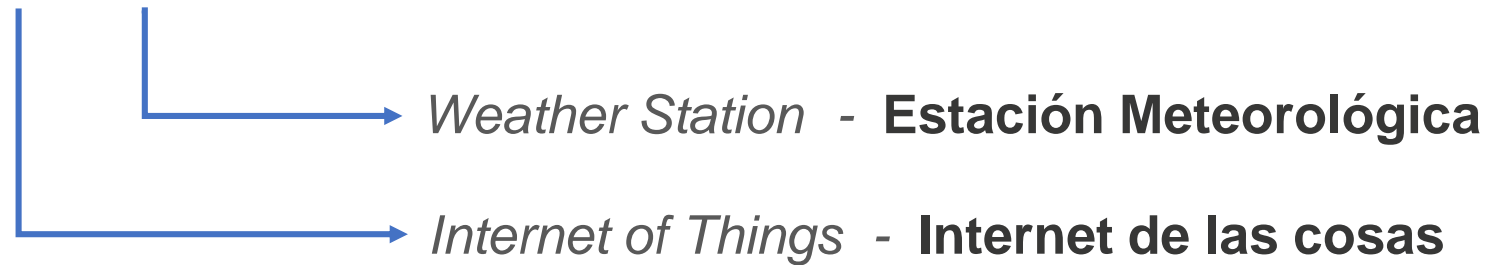 Weather Station - Estación Meteorológica
Internet of Things - Internet de las cosas